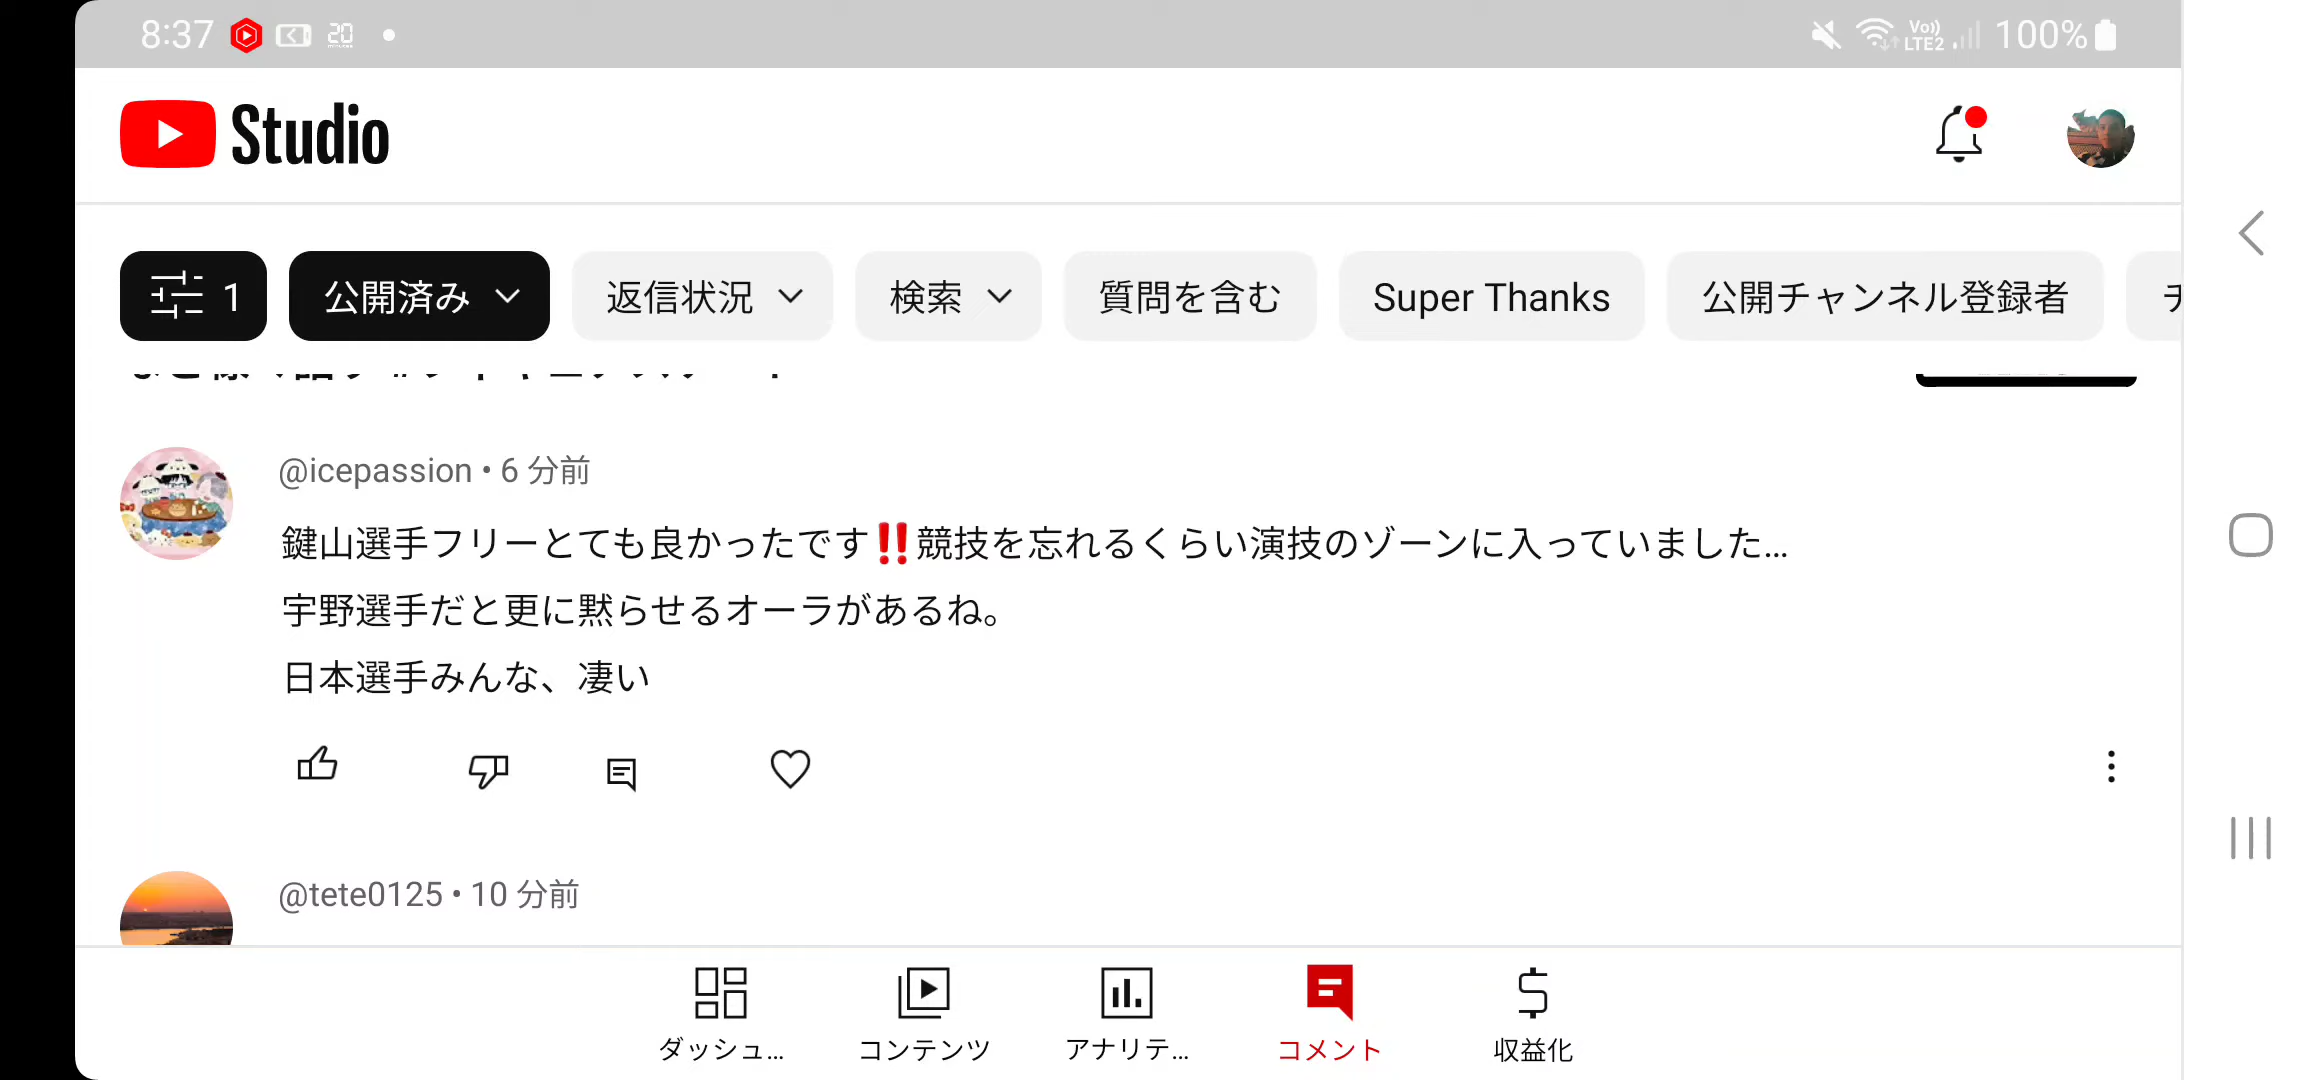 8:37
20
Vo)) LTE2
100%
Studio
1
公開済み
返信状況
検索
質問を含む
Super Thanks
公開チャンネル登録者
チ
@icepassion • 6 分前
鍵山選手フリーとても良かったです‼️競技を忘れるくらい演技のゾーンに入っていました...
宇野選手だと更に黙らせるオーラがあるね。
日本選手みんな、凄い
@tete0125 • 10 分前
ダッシュ...
コンテンツ
アナリテ...
コメント
収益化